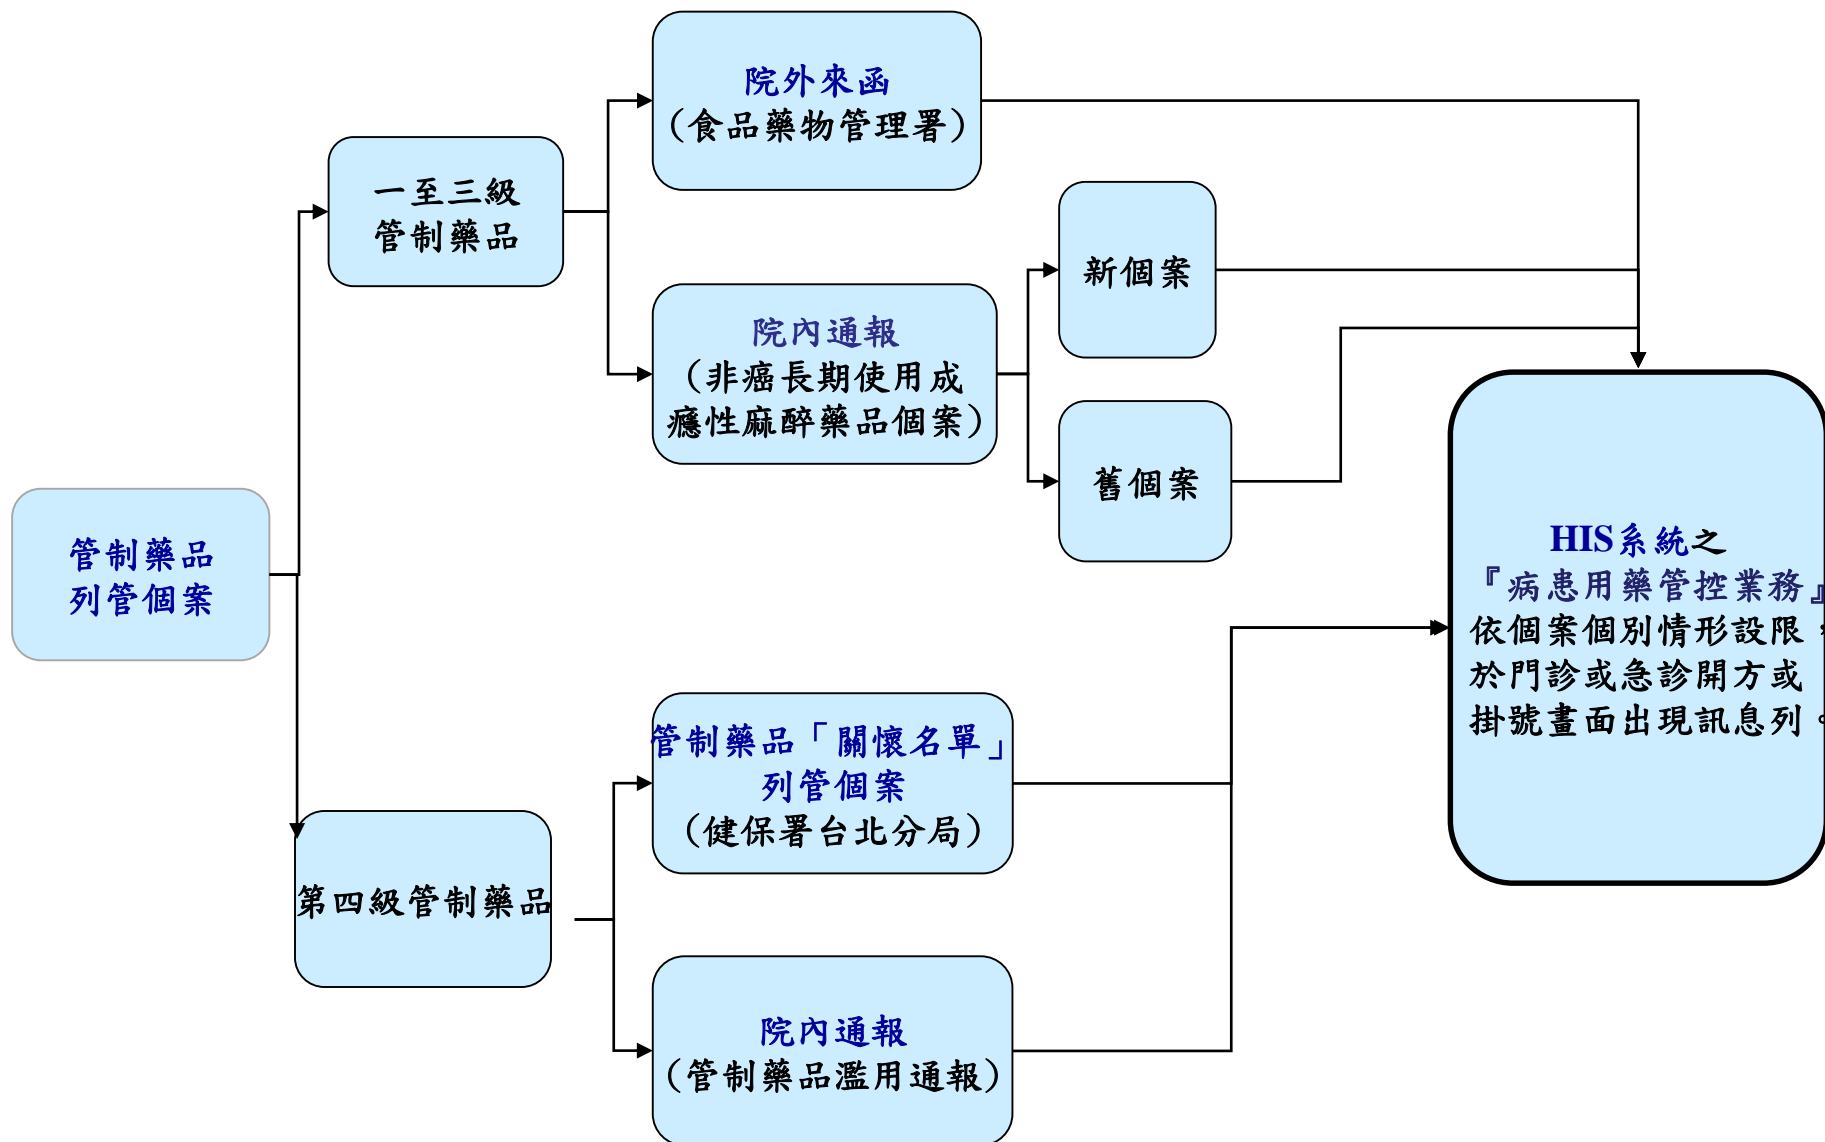 管制藥品
列管個案
一至三級
管制藥品
第四級管制藥品
院外來函
（食品藥物管理署）
院內通報
（非癌長期使用成
癮性麻醉藥品個案）
新個案
舊個案
管制藥品「關懷名單」
列管個案
（健保署台北分局）
院內通報
（管制藥品濫用通報）
HIS系統之
『病患用藥管控業務』
依個案個別情形設限，
於門診或急診開方或
掛號畫面出現訊息列。